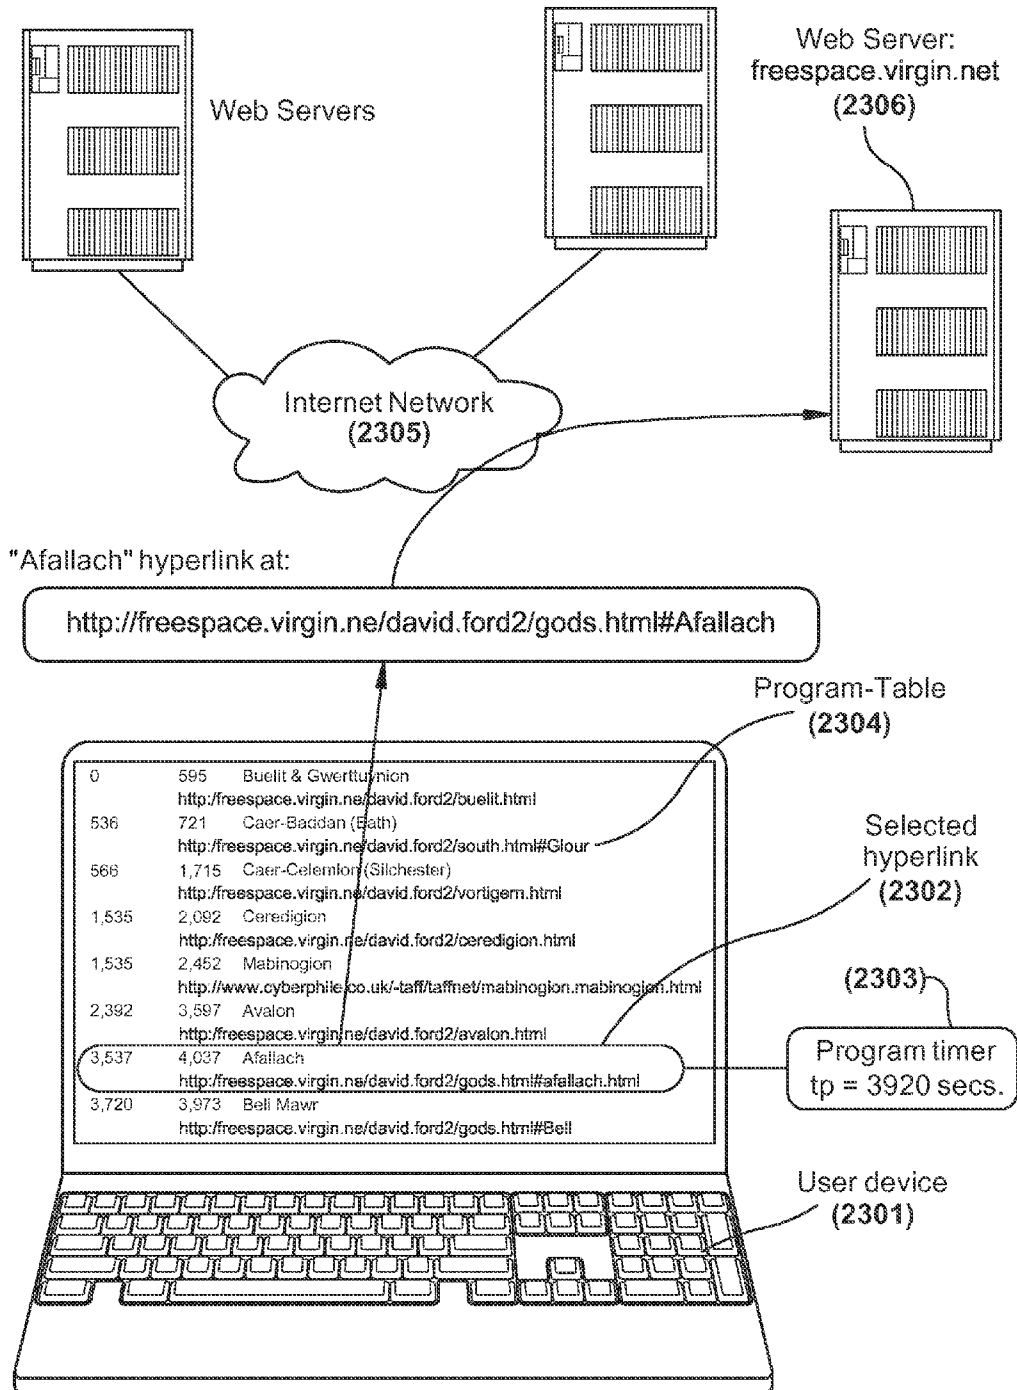 Web Servers
Web Server:
freespace.virgin.net
(2306)
Internet Network
(2305)
"Afallach" hyperlink at:
http://freespace.virgin.ne/david.ford2/gods.html#Afallach
Program-Table
(2304)
0 595 Buelit & Gwerttuynion
http:/freespace.virgin.ne/david.ford2/buelit.html
536 721 Caer-Baddan (Bath)
http:/freespace.virgin.ne/david.ford2/south.html#Glour
566 1,715 Caer-Celemion (Silchester)
http:/freespace.virgin.ne/david.ford2/vortigern.html
1,535 2,092 Ceredigion
http:/freespace.virgin.ne/david.ford2/ceredigion.html
1,535 2,452 Mabinogion
http://www.cyberphile.co.uk/-taff/taffnet/mabinogion.mabinogion.html
2,392 3,597 Avalon
http:/freespace.virgin.ne/david.ford2/avalon.html
3,537 4,037 Afallach
http:/freespace.virgin.ne/david.ford2/gods.html#afallach.html
3,720 3,973 Beli Mawr
http:/freespace.virgin.ne/david.ford2/gods.html#Bell
Selected
hyperlink
(2302)
(2303)
Program timer
tp = 3920 secs.
User device
(2301)